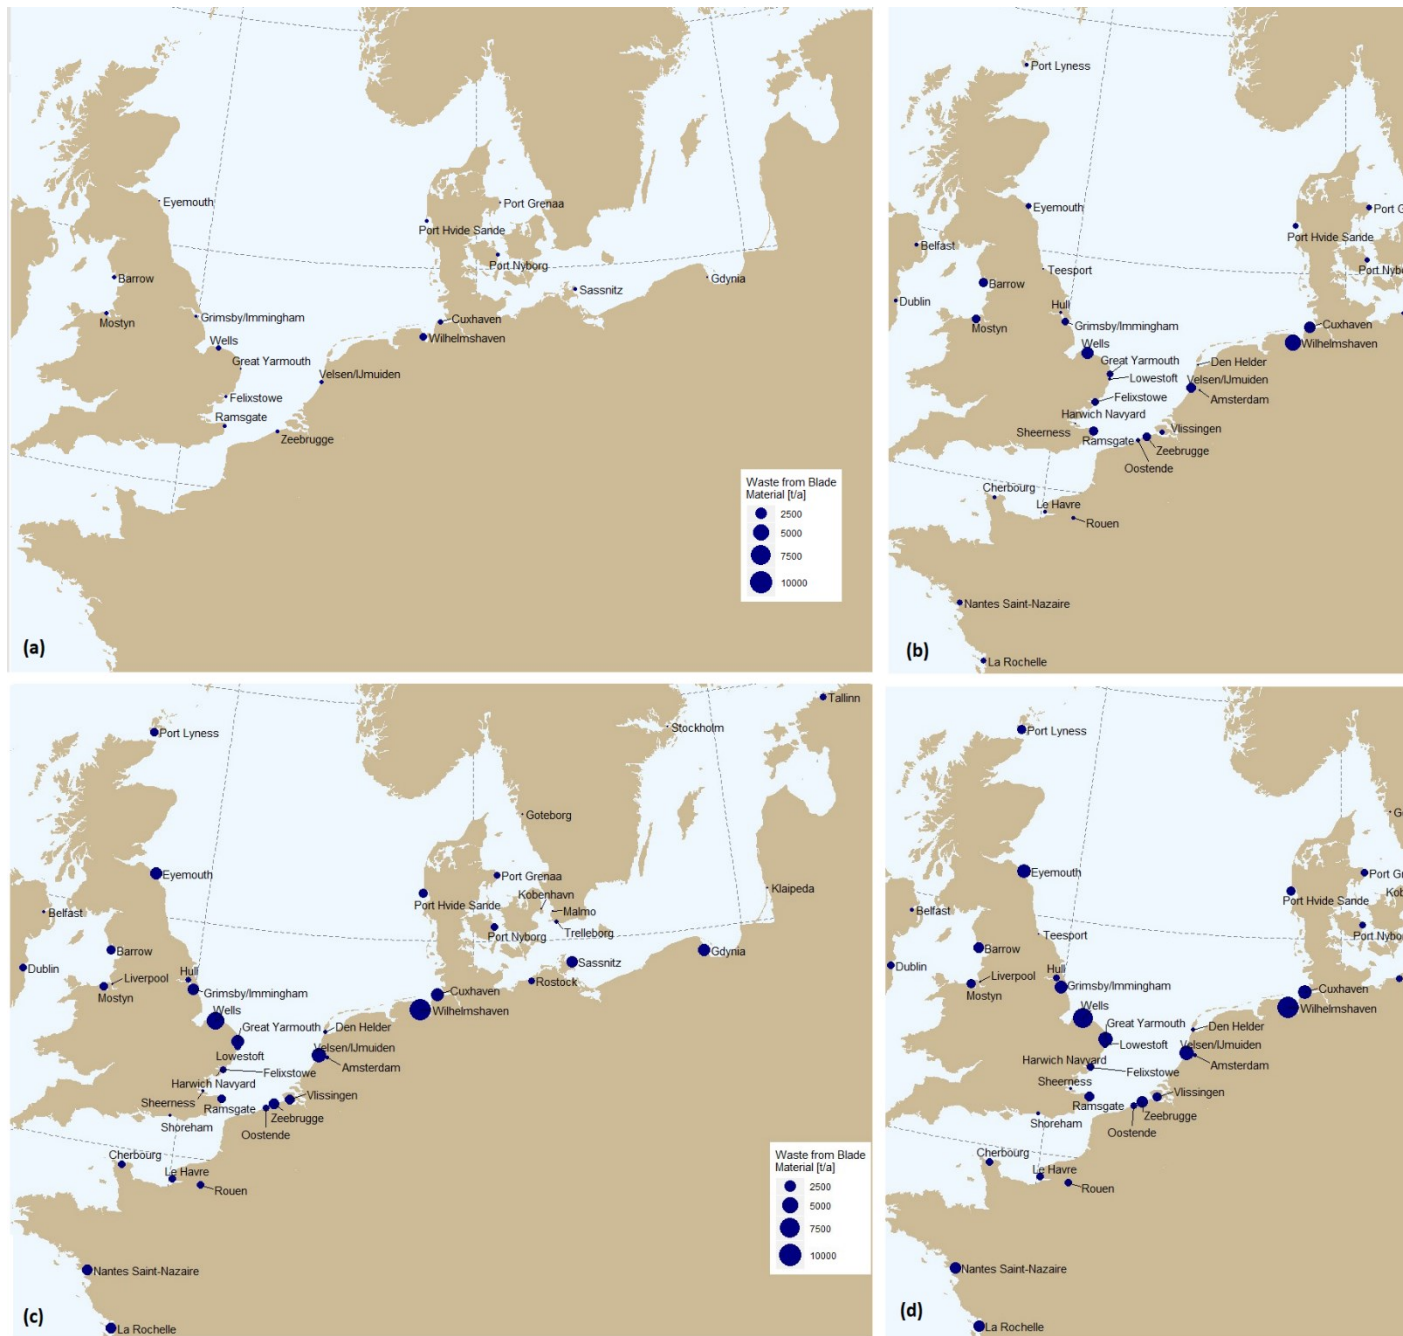 Eyemouth
Port Grenaa
Port Hvide Sande
Port Nyborg
Barrow
Gdynia
Sassnitz
Mostyn
Grimsby/Immingham
Cuxhaven
Wells
Wilhelmshaven
Great Yarmouth
Velsen/IJmuiden
Felixstowe
Ramsgate
Zeebrugge
Waste from Blade
Material [t/a]
2500
5000
7500
10000
(a)
Port Lyness
Eyemouth
Port G
Port Hvide Sande
Belfast
Port Nyb
Teesport
Barrow
Dublin
Hull
Mostyn
Grimsby/Immingham
Cuxhaven
Wells
Wilhelmshaven
Great Yarmouth
Den Helder
Lowestoft
Velsen/IJmuiden
Felixstowe
Amsterdam
Harwich Navyard
Sheerness
Vlissingen
Ramsgate
Zeebrugge
Oostende
Cherbourg
Le Havre
Rouen
Nantes Saint-Nazaire
(b)
La Rochelle
Tallinn
Stockholm
Port Lyness
Goteborg
Eyemouth
Port Grenaa
Klaipeda
Kobenhavn
Port Hvide Sande
Malmo
Belfast
Trelleborg
Port Nyborg
Barrow
Gdynia
Sassnitz
Dublin
Hull
Liverpool
Rostock
Mostyn
Grimsby/Immingham
Cuxhaven
Wells
Wilhelmshaven
Great Yarmouth
Den Helder
Lowestoft
Velsen/IJmuiden
Amsterdam
Felixstowe
Harwich Navyard
Sheerness
Vlissingen
Ramsgate
Zeebrugge
Shoreham
Oostende
Cherbourg
Le Havre
Rouen
Waste from Blade
Material [t/a]
2500
5000
7500
10000
Nantes Saint-Nazaire
(c)
La Rochelle
Port Lyness
G
Eyemouth
Port Gre
Kob
Port Hvide Sande
Belfast
Port Nybo
Teesport
Barrow
Dublin
Hull
Liverpool
Mostyn
Grimsby/Immingham
Cuxhaven
Wells
Wilhelmshaven
Great Yarmouth
Den Helder
Lowestoft
Velsen/IJmuiden
Amsterdam
Harwich Navyard
Felixstowe
Sheerness
Vlissingen
Ramsgate
Zeebrugge
Shoreham
Oostende
Cherbourg
Le Havre
Rouen
Nantes Saint-Nazaire
(d)
La Rochelle